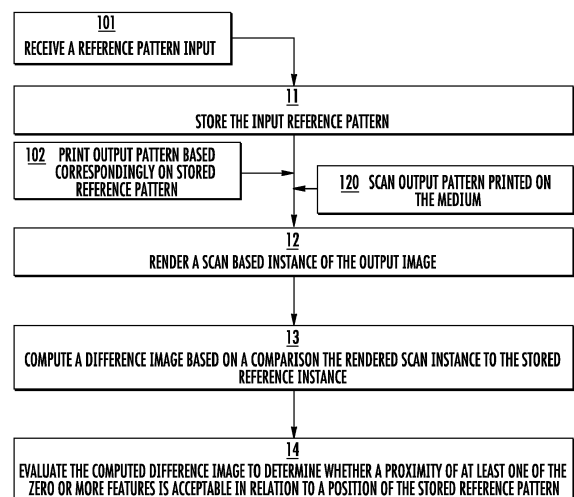 101
RECEIVE A REFERENCE PATTERN INPUT
11
STORE THE INPUT REFERENCE PATTERN
102 PRINT OUTPUT PATTERN BASED
CORRESPONDINGLY ON STORED
REFERENCE PATTERN
120 SCAN OUTPUT PATTERN PRINTED ON
THE MEDIUM
12
RENDER A SCAN BASED INSTANCE OF THE OUTPUT IMAGE
13
COMPUTE A DIFFERENCE IMAGE BASED ON A COMPARISON THE RENDERED SCAN INSTANCE TO THE STORED
REFERENCE INSTANCE
14
EVALUATE THE COMPUTED DIFFERENCE IMAGE TO DETERMINE WHETHER A PROXIMITY OF AT LEAST ONE OF THE
ZERO OR MORE FEATURES IS ACCEPTABLE IN RELATION TO A POSITION OF THE STORED REFERENCE PATTERN